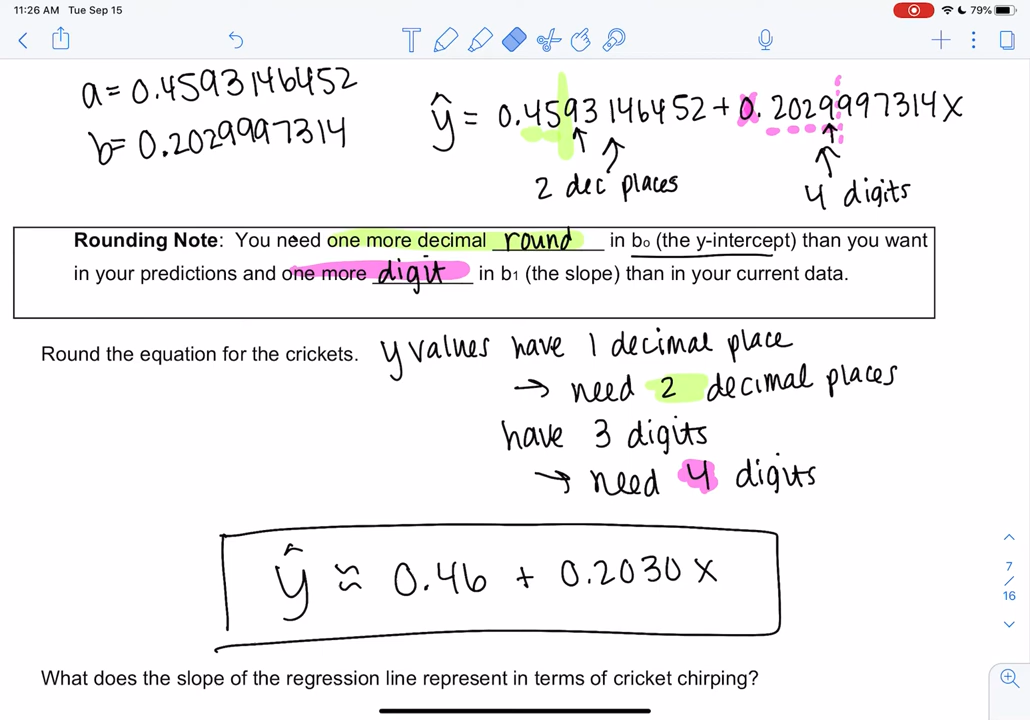 11:26 AM Tue Sep 15 79%
a = 0.4593146452
b = 0.2029997314
ŷ = 0.4593146452 + 0.2029997314x
2 dec places
4 digits
Rounding Note: You need one more decimal round in b₀ (the y-intercept) than you want
in your predictions and one more digit in b₁ (the slope) than in your current data.
Round the equation for the crickets. y values have 1 decimal place
→ need 2 decimal places
have 3 digits
→ need 4 digits
ŷ ≈ 0.46 + 0.2030 x
7
/
16
What does the slope of the regression line represent in terms of cricket chirping?